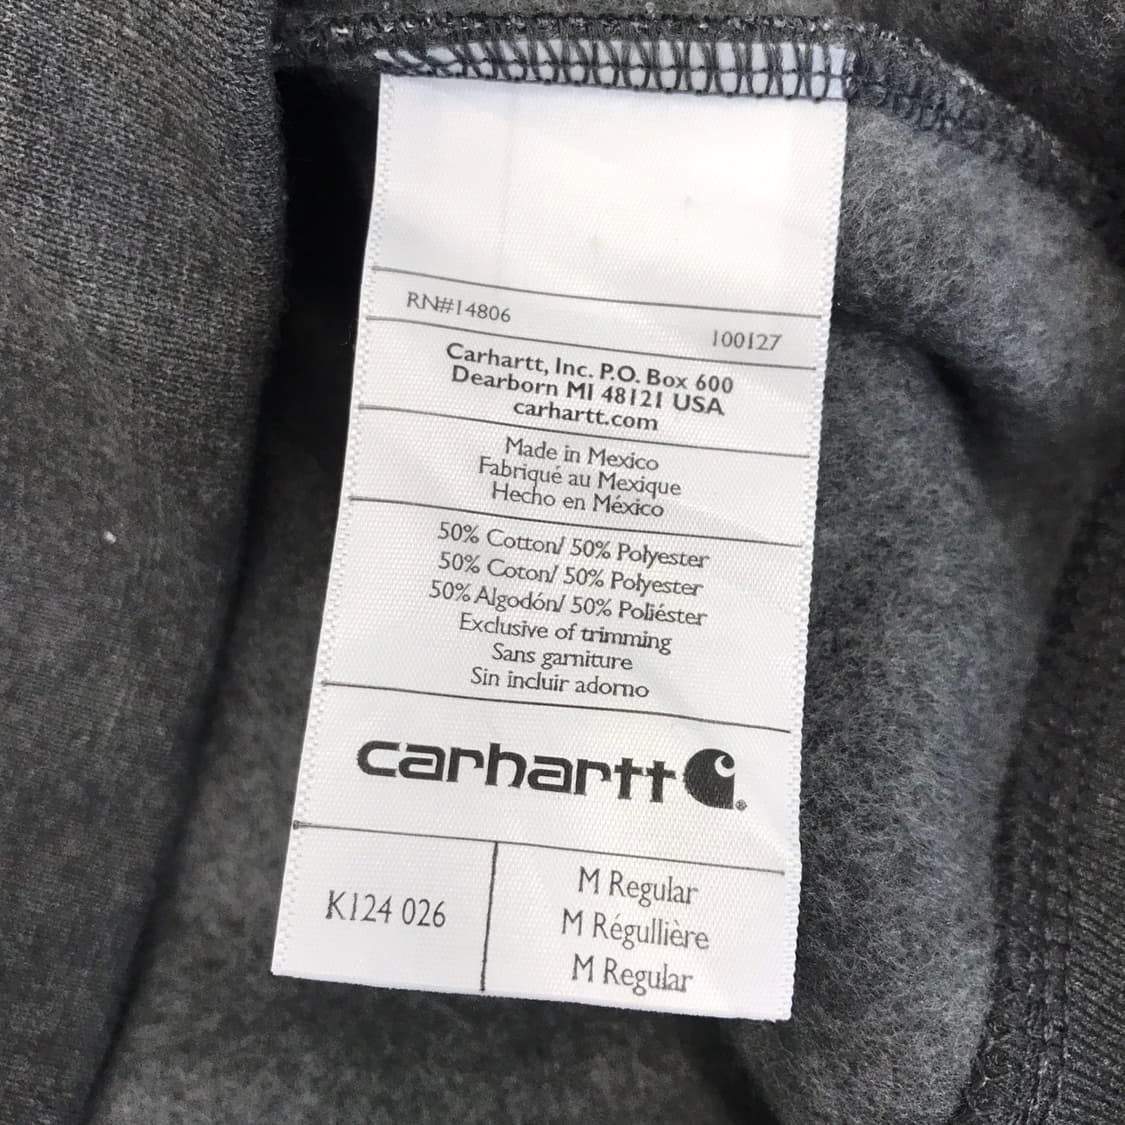 RN#14806
100127
Carhartt, Inc. P.O. Box 600
Dearborn MI 48121 USA
carhartt.com
Made in Mexico
Fabriqué au Mexique
Hecho en México
50% Cotton/ 50% Polyester
50% Coton/ 50% Polyester
50% Algodón/ 50% Poliéster
Exclusive of trimming
Sans garniture
Sin incluir adorno
carhartt
K124 026
M Regular
M Régullière
M Regular